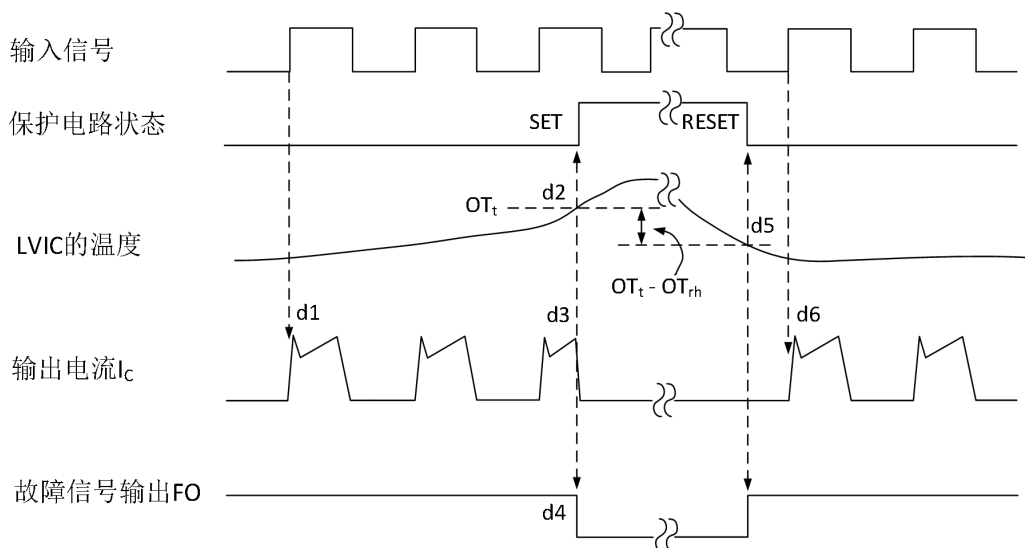 输入信号
保护电路状态
SET
RESET
d2
OTt
d5
LVIC的温度
OTt - OTrh
d1
d3
d6
输出电流IC
故障信号输出FO
d4